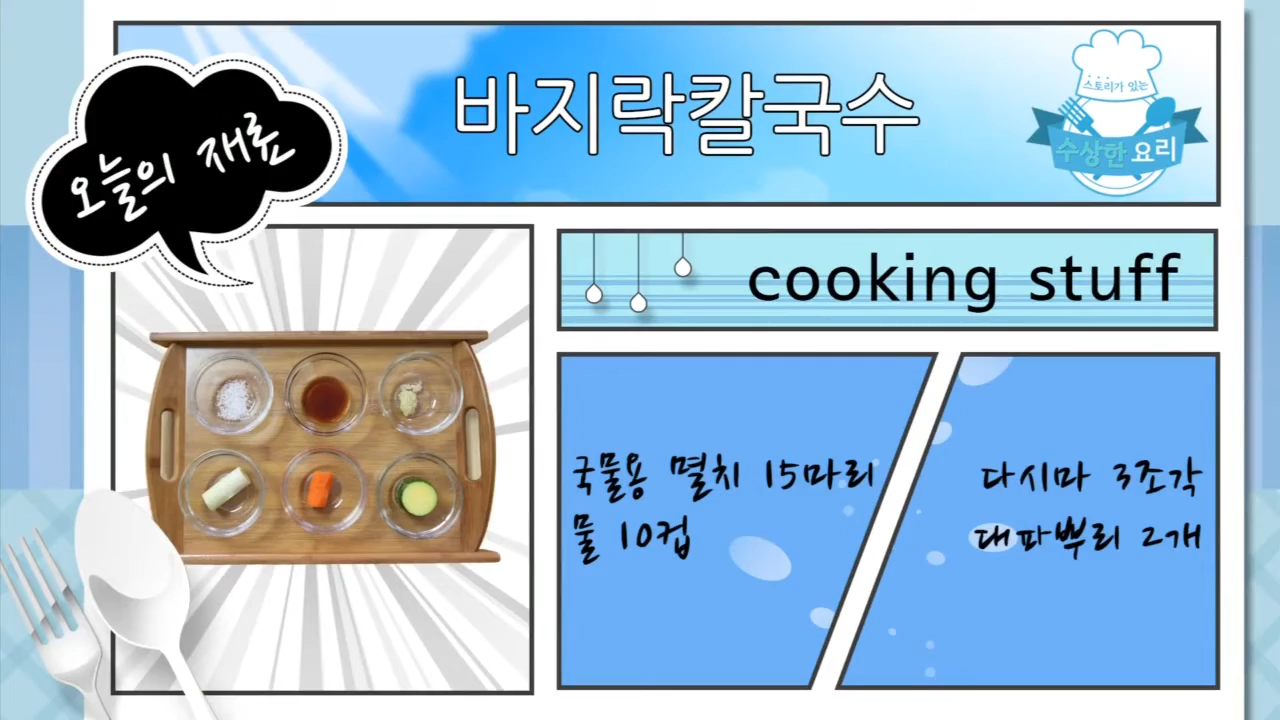 오늘의 재료
바지락칼국수
스토리가 있는
수상한 요리
cooking stuff
국물용 멸치 15마리
물 10컵
다시마 3조각
대파뿌리 2개